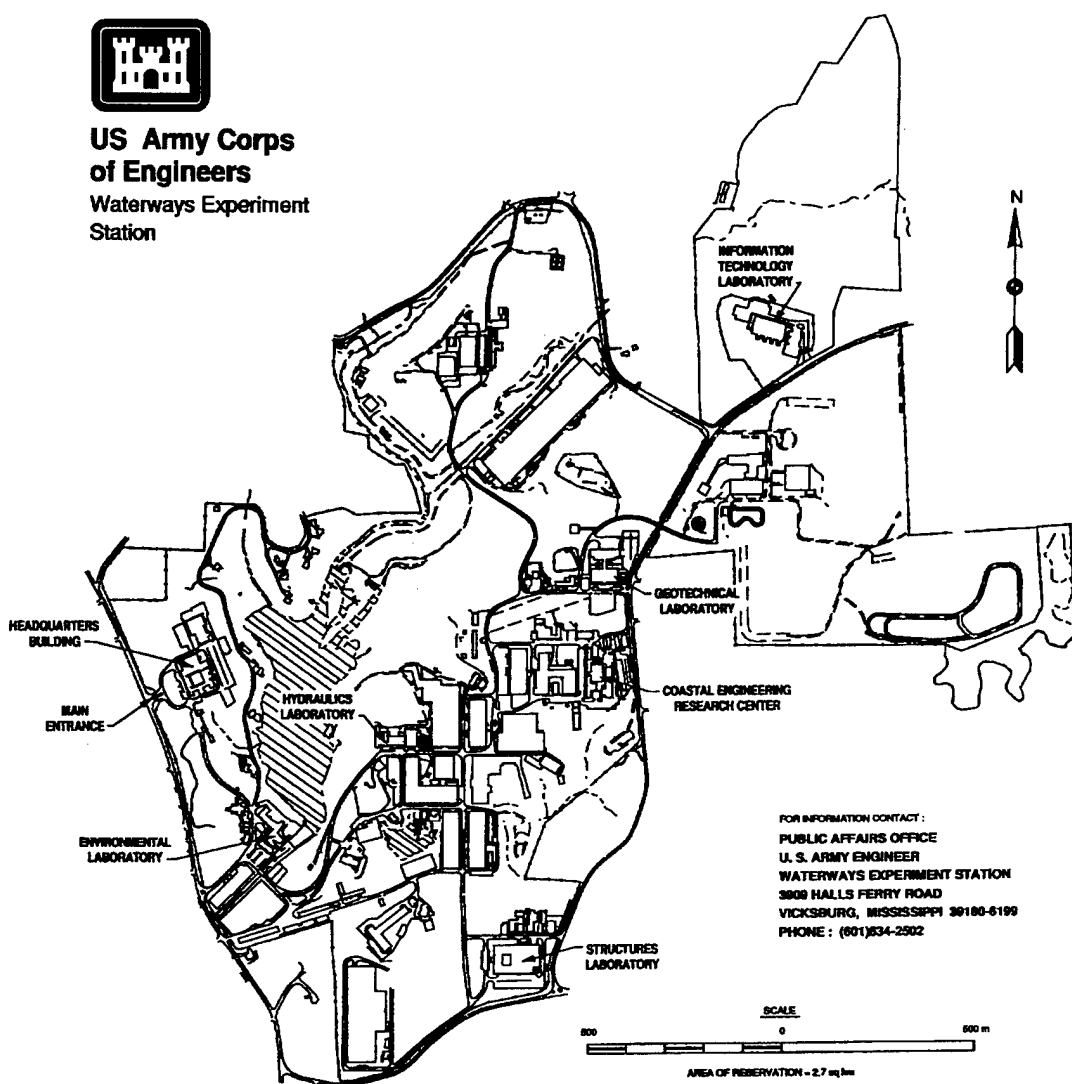 US Army Corps
of Engineers
Waterways Experiment
Station
N
INFORMATION
TECHNOLOGY
LABORATORY
GEOTECHNICAL
LABORATORY
HEADQUARTERS
BUILDING
MAIN
ENTRANCE
HYDRAULICS
LABORATORY
COASTAL ENGINEERING
RESEARCH CENTER
ENVIRONMENTAL
LABORATORY
STRUCTURES
LABORATORY
FOR INFORMATION CONTACT :
PUBLIC AFFAIRS OFFICE
U. S. ARMY ENGINEER
WATERWAYS EXPERIMENT STATION
3909 HALLS FERRY ROAD
VICKSBURG, MISSISSIPPI 39180-6199
PHONE : (601)634-2502
SCALE
500 0 500 m
AREA OF RESERVATION = 2.7 sq km